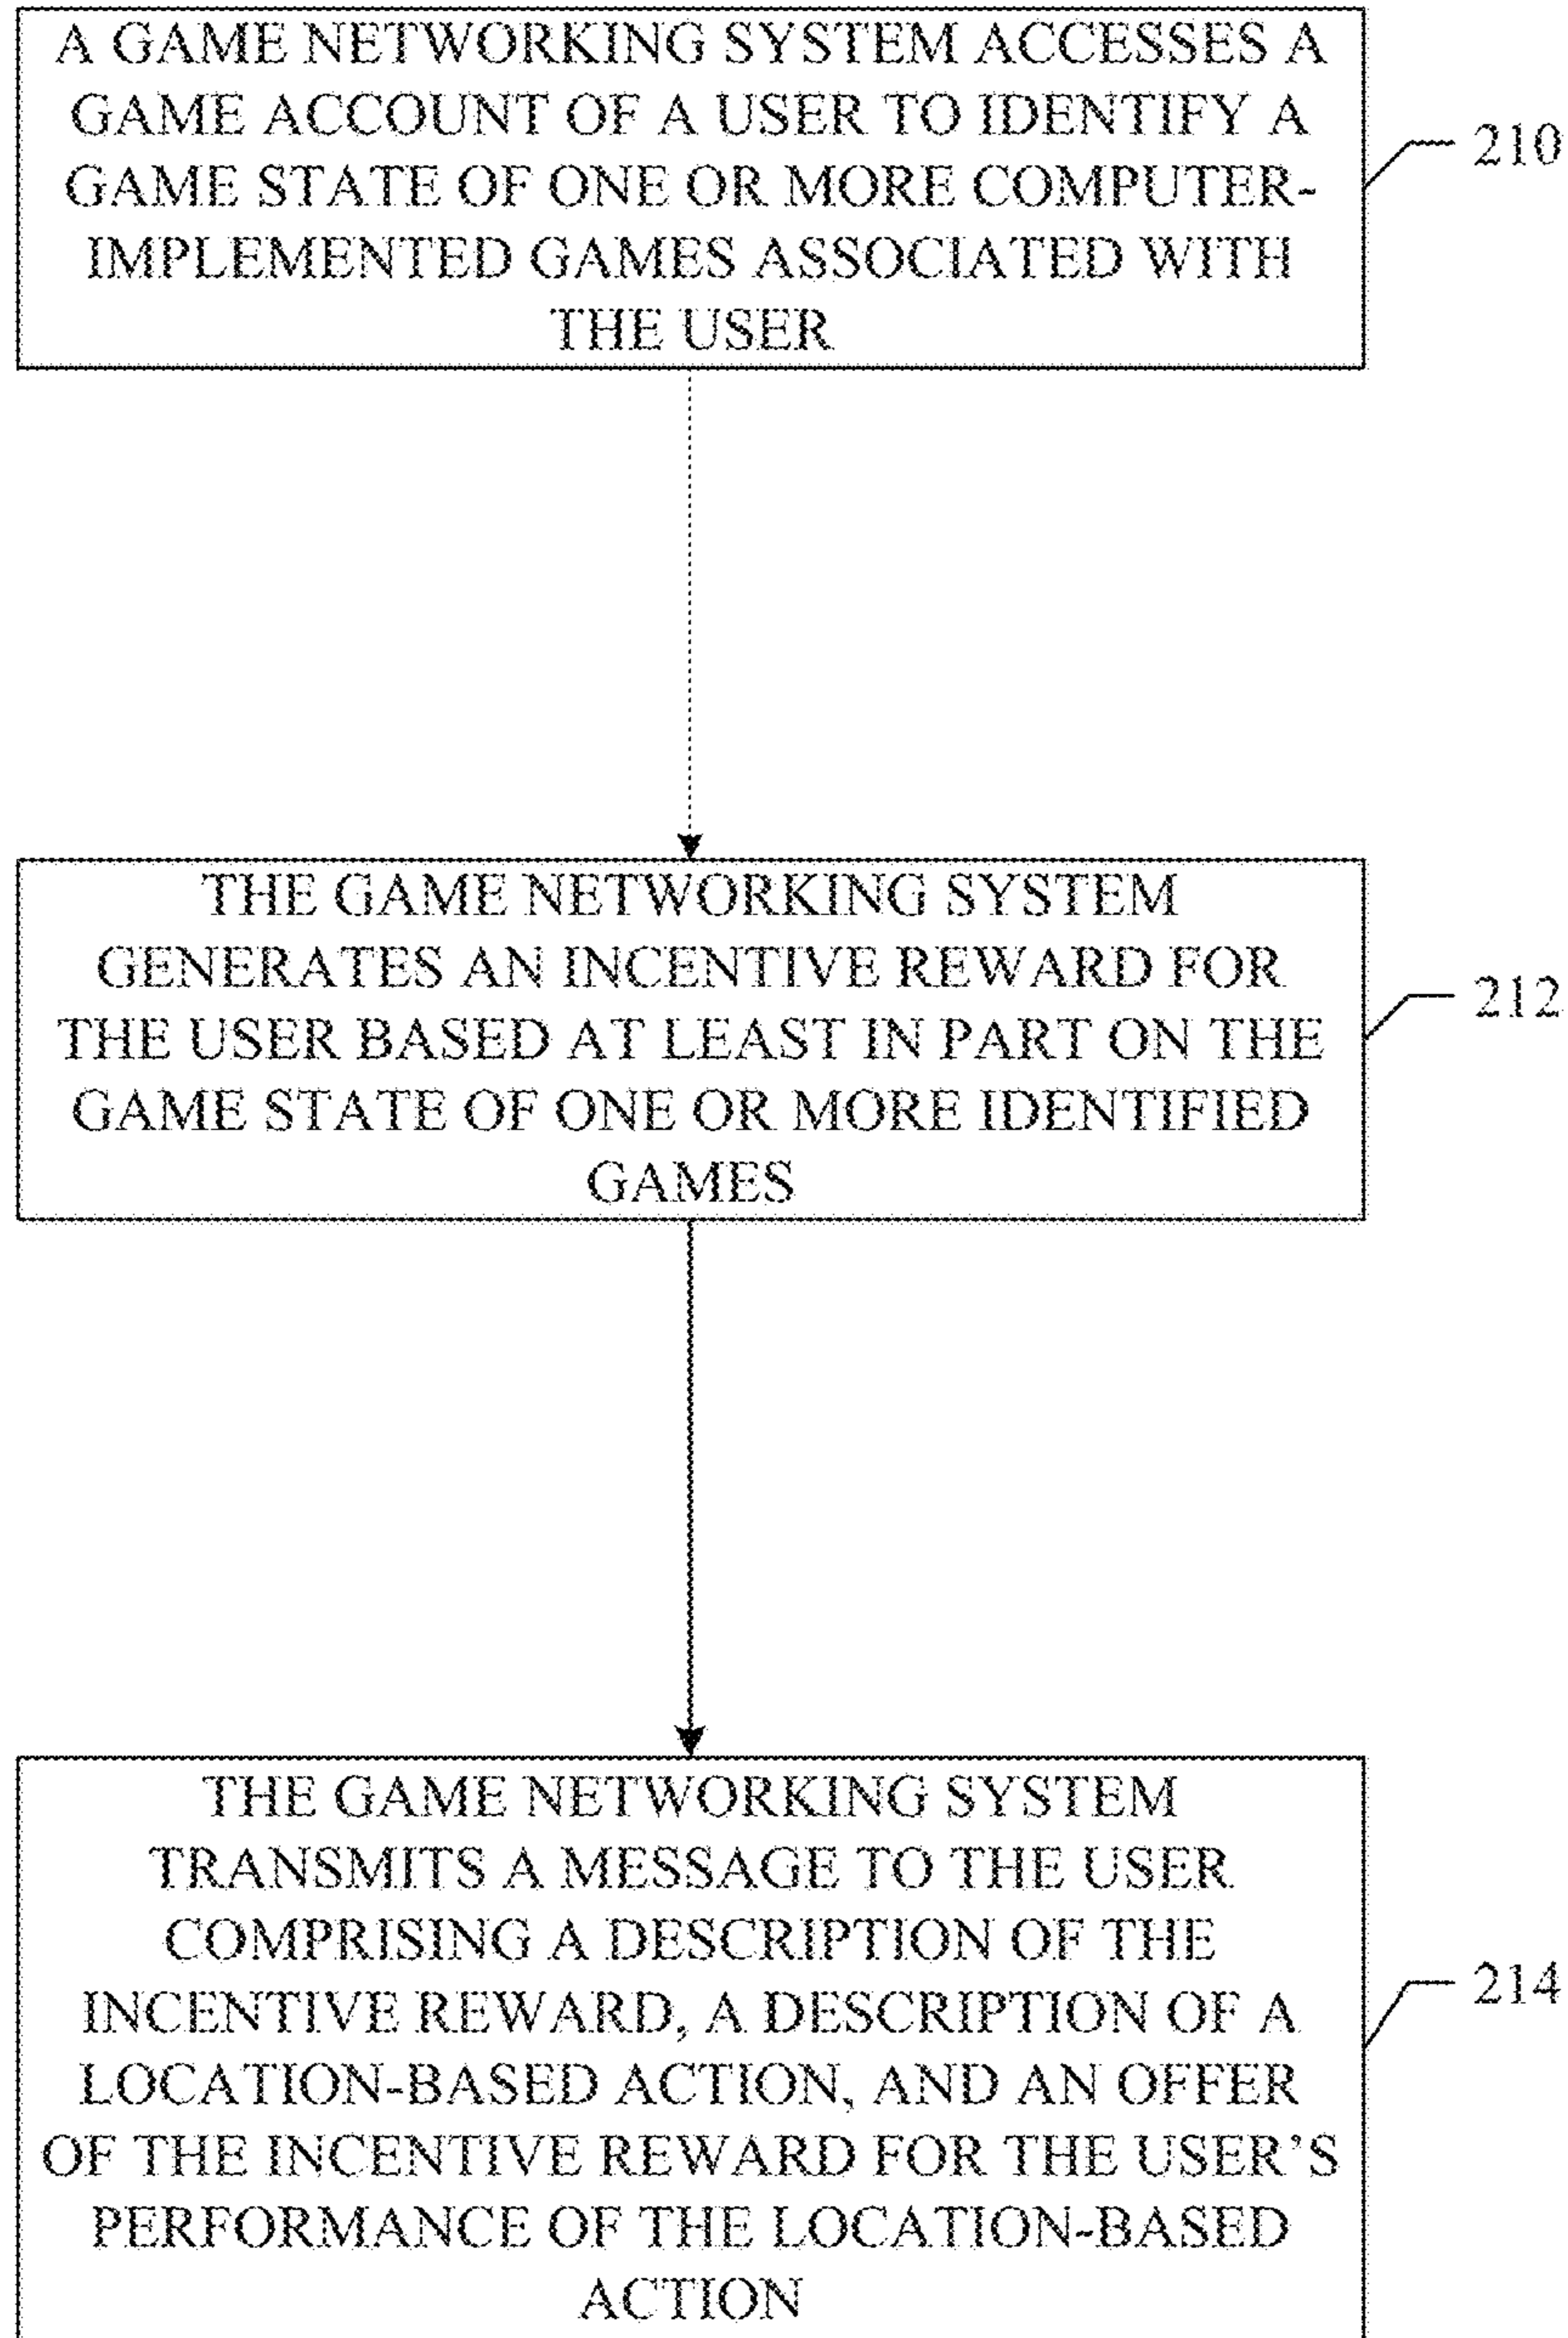 A GAME NETWORKING SYSTEM ACCESSES A
GAME ACCOUNT OF A USER TO IDENTIFY A
GAME STATE OF ONE OR MORE COMPUTER-
IMPLEMENTED GAMES ASSOCIATED WITH
THE USER
210
THE GAME NETWORKING SYSTEM
GENERATES AN INCENTIVE REWARD FOR
THE USER BASED AT LEAST IN PART ON THE
GAME STATE OF ONE OR MORE IDENTIFIED
GAMES
212
THE GAME NETWORKING SYSTEM
TRANSMITS A MESSAGE TO THE USER
COMPRISING A DESCRIPTION OF THE
INCENTIVE REWARD, A DESCRIPTION OF A
LOCATION-BASED ACTION, AND AN OFFER
OF THE INCENTIVE REWARD FOR THE USER’S
PERFORMANCE OF THE LOCATION-BASED
ACTION
214